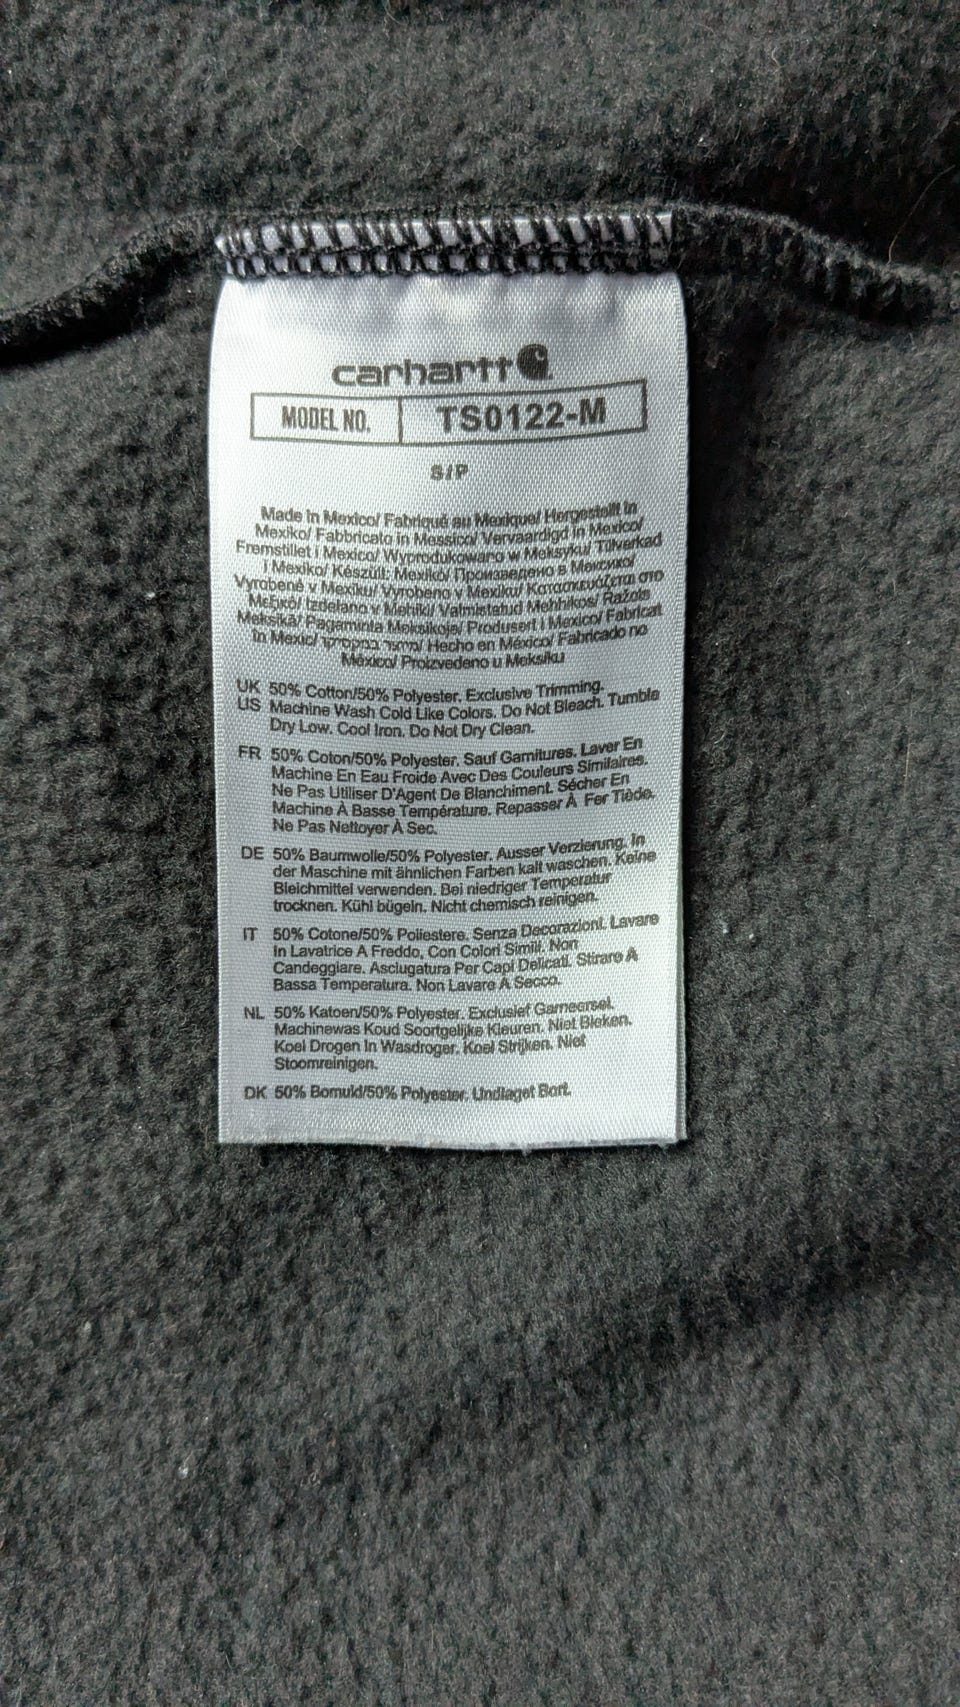 carhartt
MODEL NO. TS0122-M
S/P
Made in Mexico/ Fabriqué au Mexique/ Hergestellt in
Mexiko/ Fabbricato in Messico/ Vervaardigd in Mexico/
Fremstillet i Mexico/ Wyprodukowano w Meksyku/ Tillverkad
i Mexiko/ Készült: Mexikó/ Произведено в Мексико/
Vyrobené v Mexiku/ Vyrobeno v Mexiku/ Κατασκευάζεται στο
Μεξικό/ Izdelano v Mehiki/ Valmistatud Mehhikos/ Ražots
Meksikā/ Pagaminta Meksikoje/ Produsert i Mexico/ Fabricat
în Mexic/ מיוצר במקסיקו/ Hecho en México/ Fabricado no
México/ Proizvedeno u Meksiku
UK 50% Cotton/50% Polyester. Exclusive Trimming.
US Machine Wash Cold Like Colors. Do Not Bleach. Tumble
Dry Low. Cool Iron. Do Not Dry Clean.
FR 50% Coton/50% Polyester. Sauf Garnitures. Laver En
Machine En Eau Froide Avec Des Couleurs Similaires.
Ne Pas Utiliser D'Agent De Blanchiment. Sécher En
Machine À Basse Température. Repasser À Fer Tiède.
Ne Pas Nettoyer À Sec.
DE 50% Baumwolle/50% Polyester. Ausser Verzierung. In
der Maschine mit ähnlichen Farben kalt waschen. Keine
Bleichmittel verwenden. Bei niedriger Temperatur
trocknen. Kühl bügeln. Nicht chemisch reinigen.
IT 50% Cotone/50% Poliestere. Senza Decorazioni. Lavare
In Lavatrice A Freddo, Con Colori Simili. Non
Candeggiare. Asciugatura Per Capi Delicati. Stirare A
Bassa Temperatura. Non Lavare A Secco.
NL 50% Katoen/50% Polyester. Exclusief Garneersel.
Machinewas Koud Soortgelijke Kleuren. Niet Bleken.
Koel Drogen In Wasdroger. Koel Strijken. Niet
Stoomreinigen.
DK 50% Bomuld/50% Polyester. Undtaget Bort.